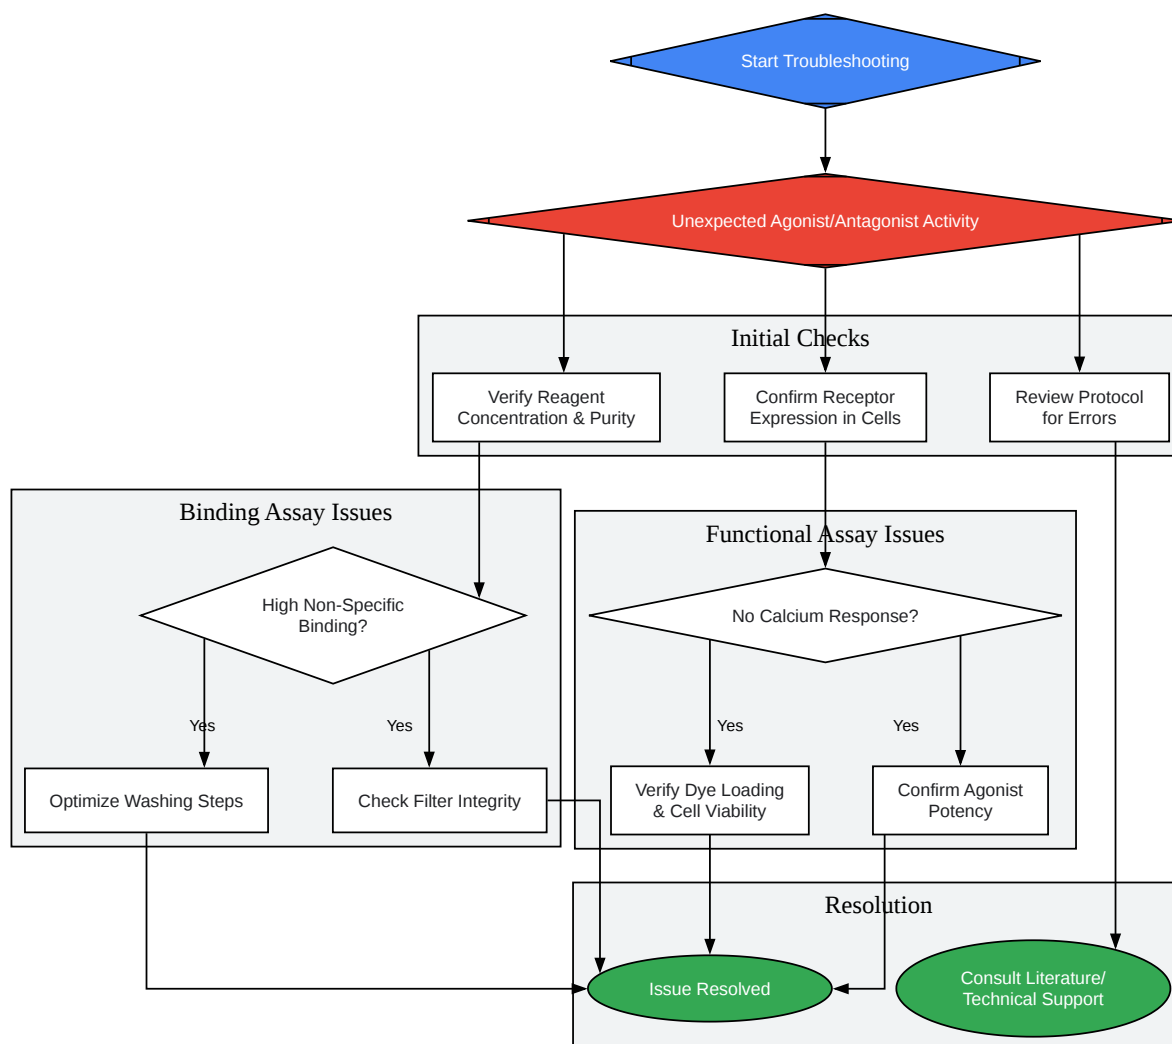 Start Troubleshooting
Unexpected Agonist/Antagonist Activity
Initial Checks
Verify Reagent
Concentration & Purity
Confirm Receptor
Expression in Cells
Review Protocol
for Errors
Binding Assay Issues
Functional Assay Issues
High Non-Specific
Binding?
No Calcium Response?
Yes
Yes
Yes
Yes
Optimize Washing Steps
Check Filter Integrity
Verify Dye Loading
& Cell Viability
Confirm Agonist
Potency
Resolution
Issue Resolved
Consult Literature/
Technical Support